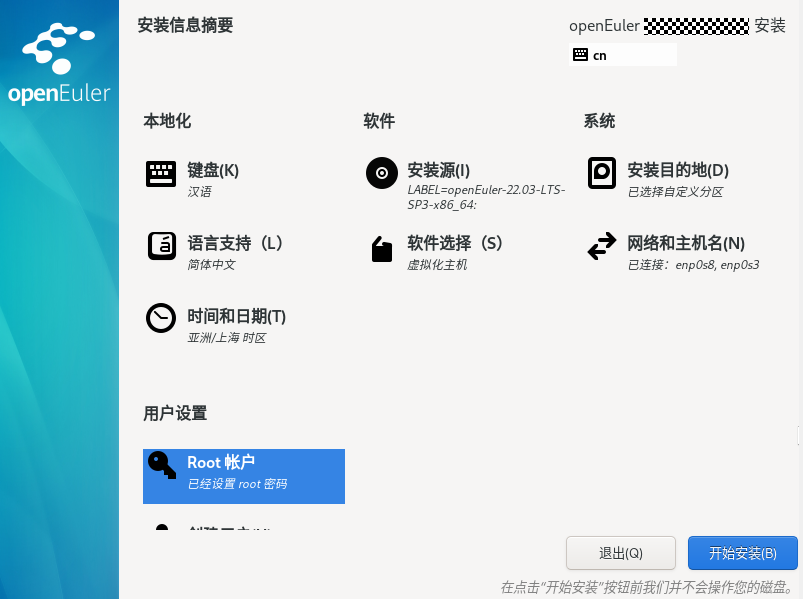 安装信息摘要
openEuler 安装
cn
openEuler
本地化
软件
系统
键盘(K)
汉语
安装源(I)
LABEL=openEuler-22.03-LTS-
SP3-x86_64:
安装目的地(D)
已选择自定义分区
语言支持（L）
简体中文
软件选择（S）
虚拟化主机
网络和主机名(N)
已连接：enp0s8, enp0s3
时间和日期(T)
亚洲/上海 时区
用户设置
Root 帐户
已经设置 root 密码
退出(Q)
开始安装(B)
在点击“开始安装”按钮前我们并不会操作您的磁盘。